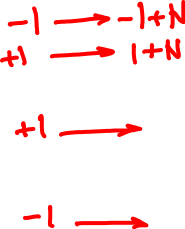 -1 → -1+N
+1 → 1+N
+1 →
-1 →